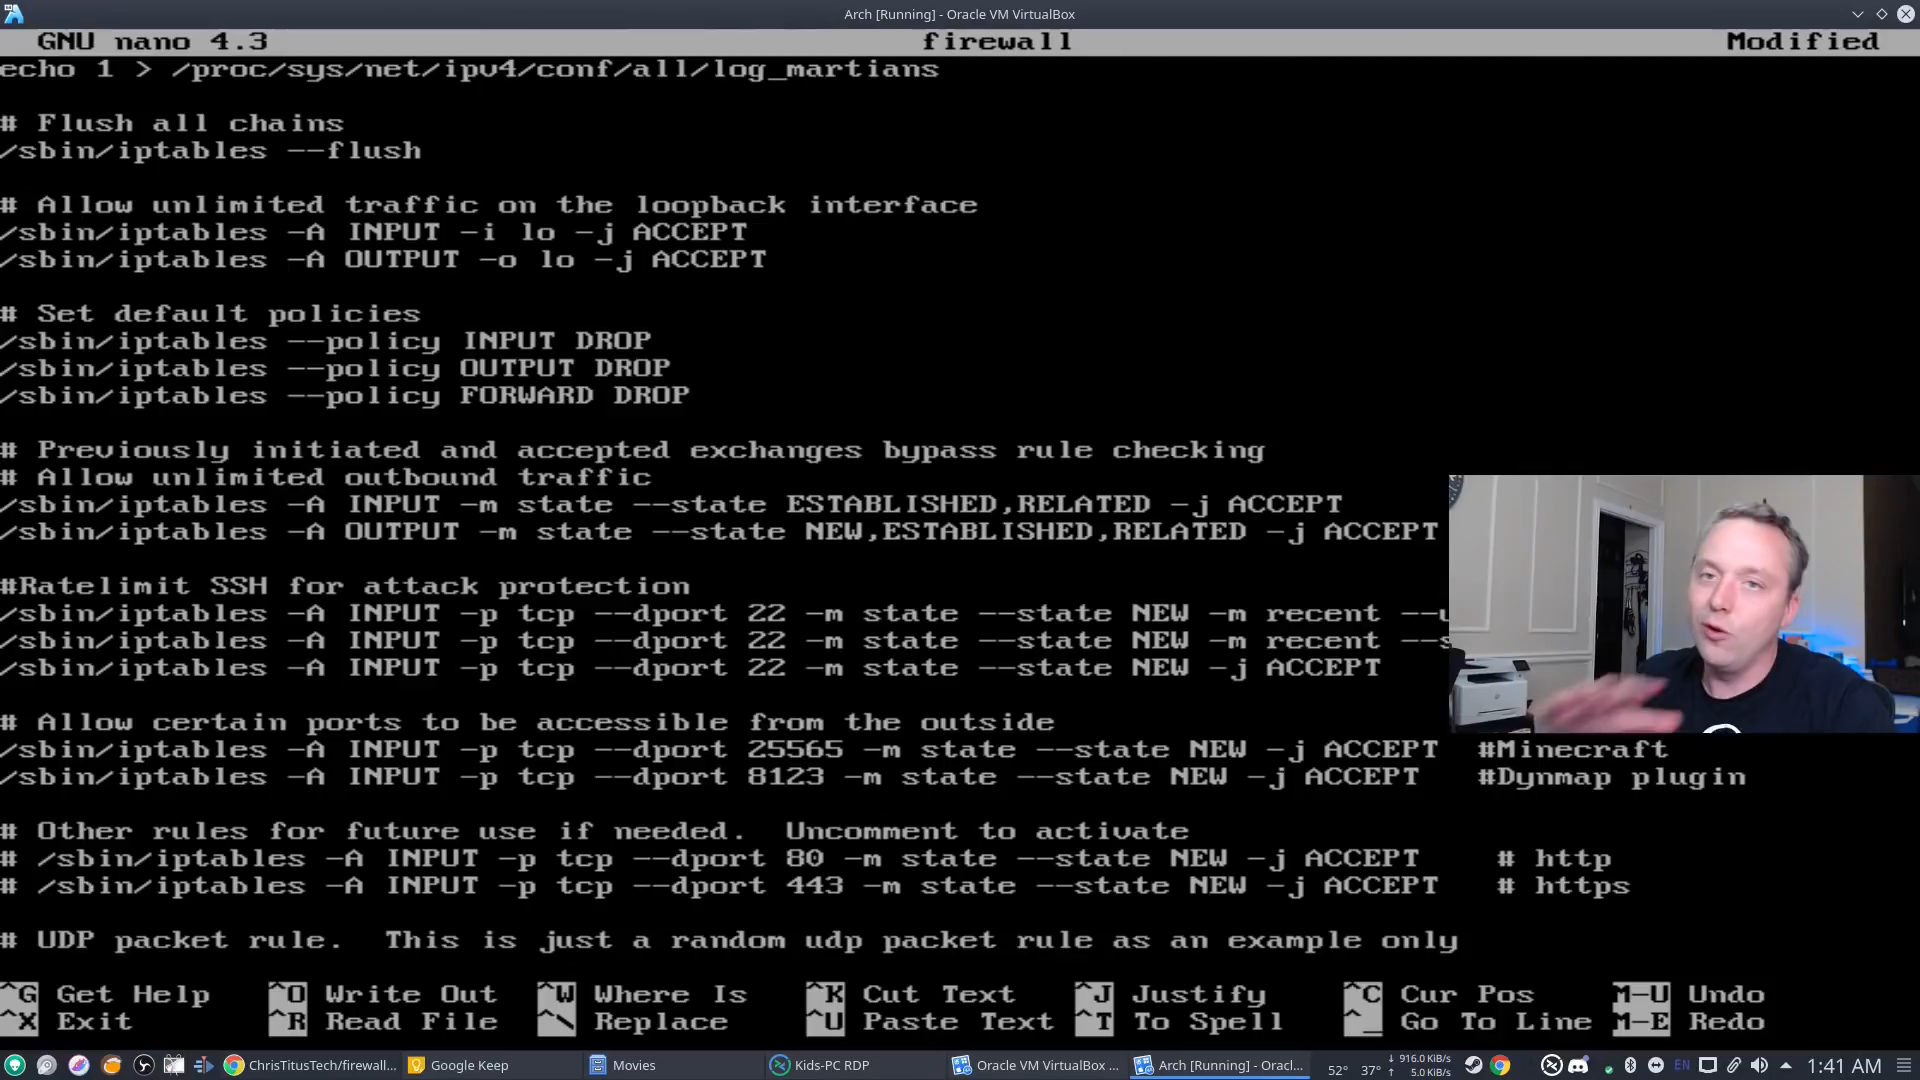 Arch [Running] - Oracle VM VirtualBox
GNU nano 4.3 firewall Modified
echo 1 > /proc/sys/net/ipv4/conf/all/log_martians
# Flush all chains
/sbin/iptables --flush
# Allow unlimited traffic on the loopback interface
/sbin/iptables -A INPUT -i lo -j ACCEPT
/sbin/iptables -A OUTPUT -o lo -j ACCEPT
# Set default policies
/sbin/iptables --policy INPUT DROP
/sbin/iptables --policy OUTPUT DROP
/sbin/iptables --policy FORWARD DROP
# Previously initiated and accepted exchanges bypass rule checking
# Allow unlimited outbound traffic
/sbin/iptables -A INPUT -m state --state ESTABLISHED,RELATED -j ACCEPT
/sbin/iptables -A OUTPUT -m state --state NEW,ESTABLISHED,RELATED -j ACCEPT
#Ratelimit SSH for attack protection
/sbin/iptables -A INPUT -p tcp --dport 22 -m state --state NEW -m recent
/sbin/iptables -A INPUT -p tcp --dport 22 -m state --state NEW -m recent
/sbin/iptables -A INPUT -p tcp --dport 22 -m state --state NEW -j ACCEPT
# Allow certain ports to be accessible from the outside
/sbin/iptables -A INPUT -p tcp --dport 25565 -m state --state NEW -j ACCEPT #Minecraft
/sbin/iptables -A INPUT -p tcp --dport 8123 -m state --state NEW -j ACCEPT #Dynmap plugin
# Other rules for future use if needed. Uncomment to activate
# /sbin/iptables -A INPUT -p tcp --dport 80 -m state --state NEW -j ACCEPT # http
# /sbin/iptables -A INPUT -p tcp --dport 443 -m state --state NEW -j ACCEPT # https
# UDP packet rule. This is just a random udp packet rule as an example only
^G Get Help ^O Write Out ^W Where Is ^K Cut Text ^J Justify ^C Cur Pos M-U Undo
^X Exit ^R Read File ^\ Replace ^U Paste Text ^T To Spell ^_ Go To Line M-E Redo
ChrisTitusTech/firewall... Google Keep Movies Kids-PC RDP Oracle VM VirtualBox ... Arch [Running] - Oracl... 52° 37° ↓ 916.0 KiB/s ↑ 5.0 KiB/s EN 1:41 AM